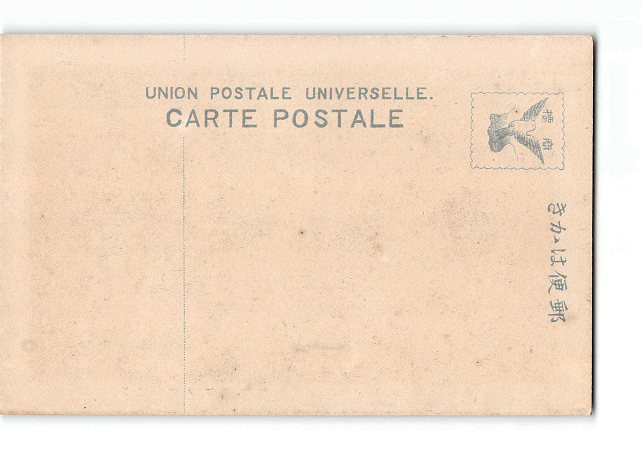 UNION POSTALE UNIVERSELLE.
CARTE POSTALE
郵便はかき